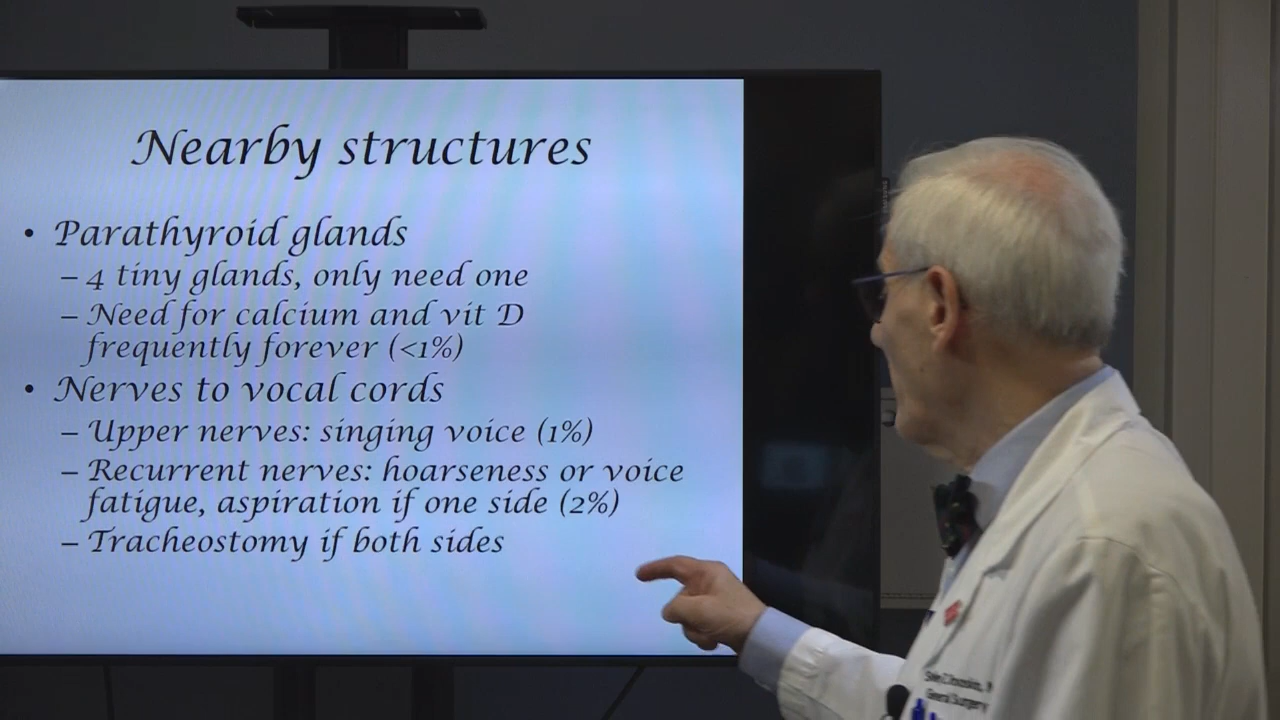 Nearby structures
• Parathyroid glands
– 4 tiny glands, only need one
– Need for calcium and vit D
frequently forever (<1%)
• Nerves to vocal cords
– Upper nerves: singing voice (1%)
– Recurrent nerves: hoarseness or voice
fatigue, aspiration if one side (2%)
– Tracheostomy if both sides
General Surgery